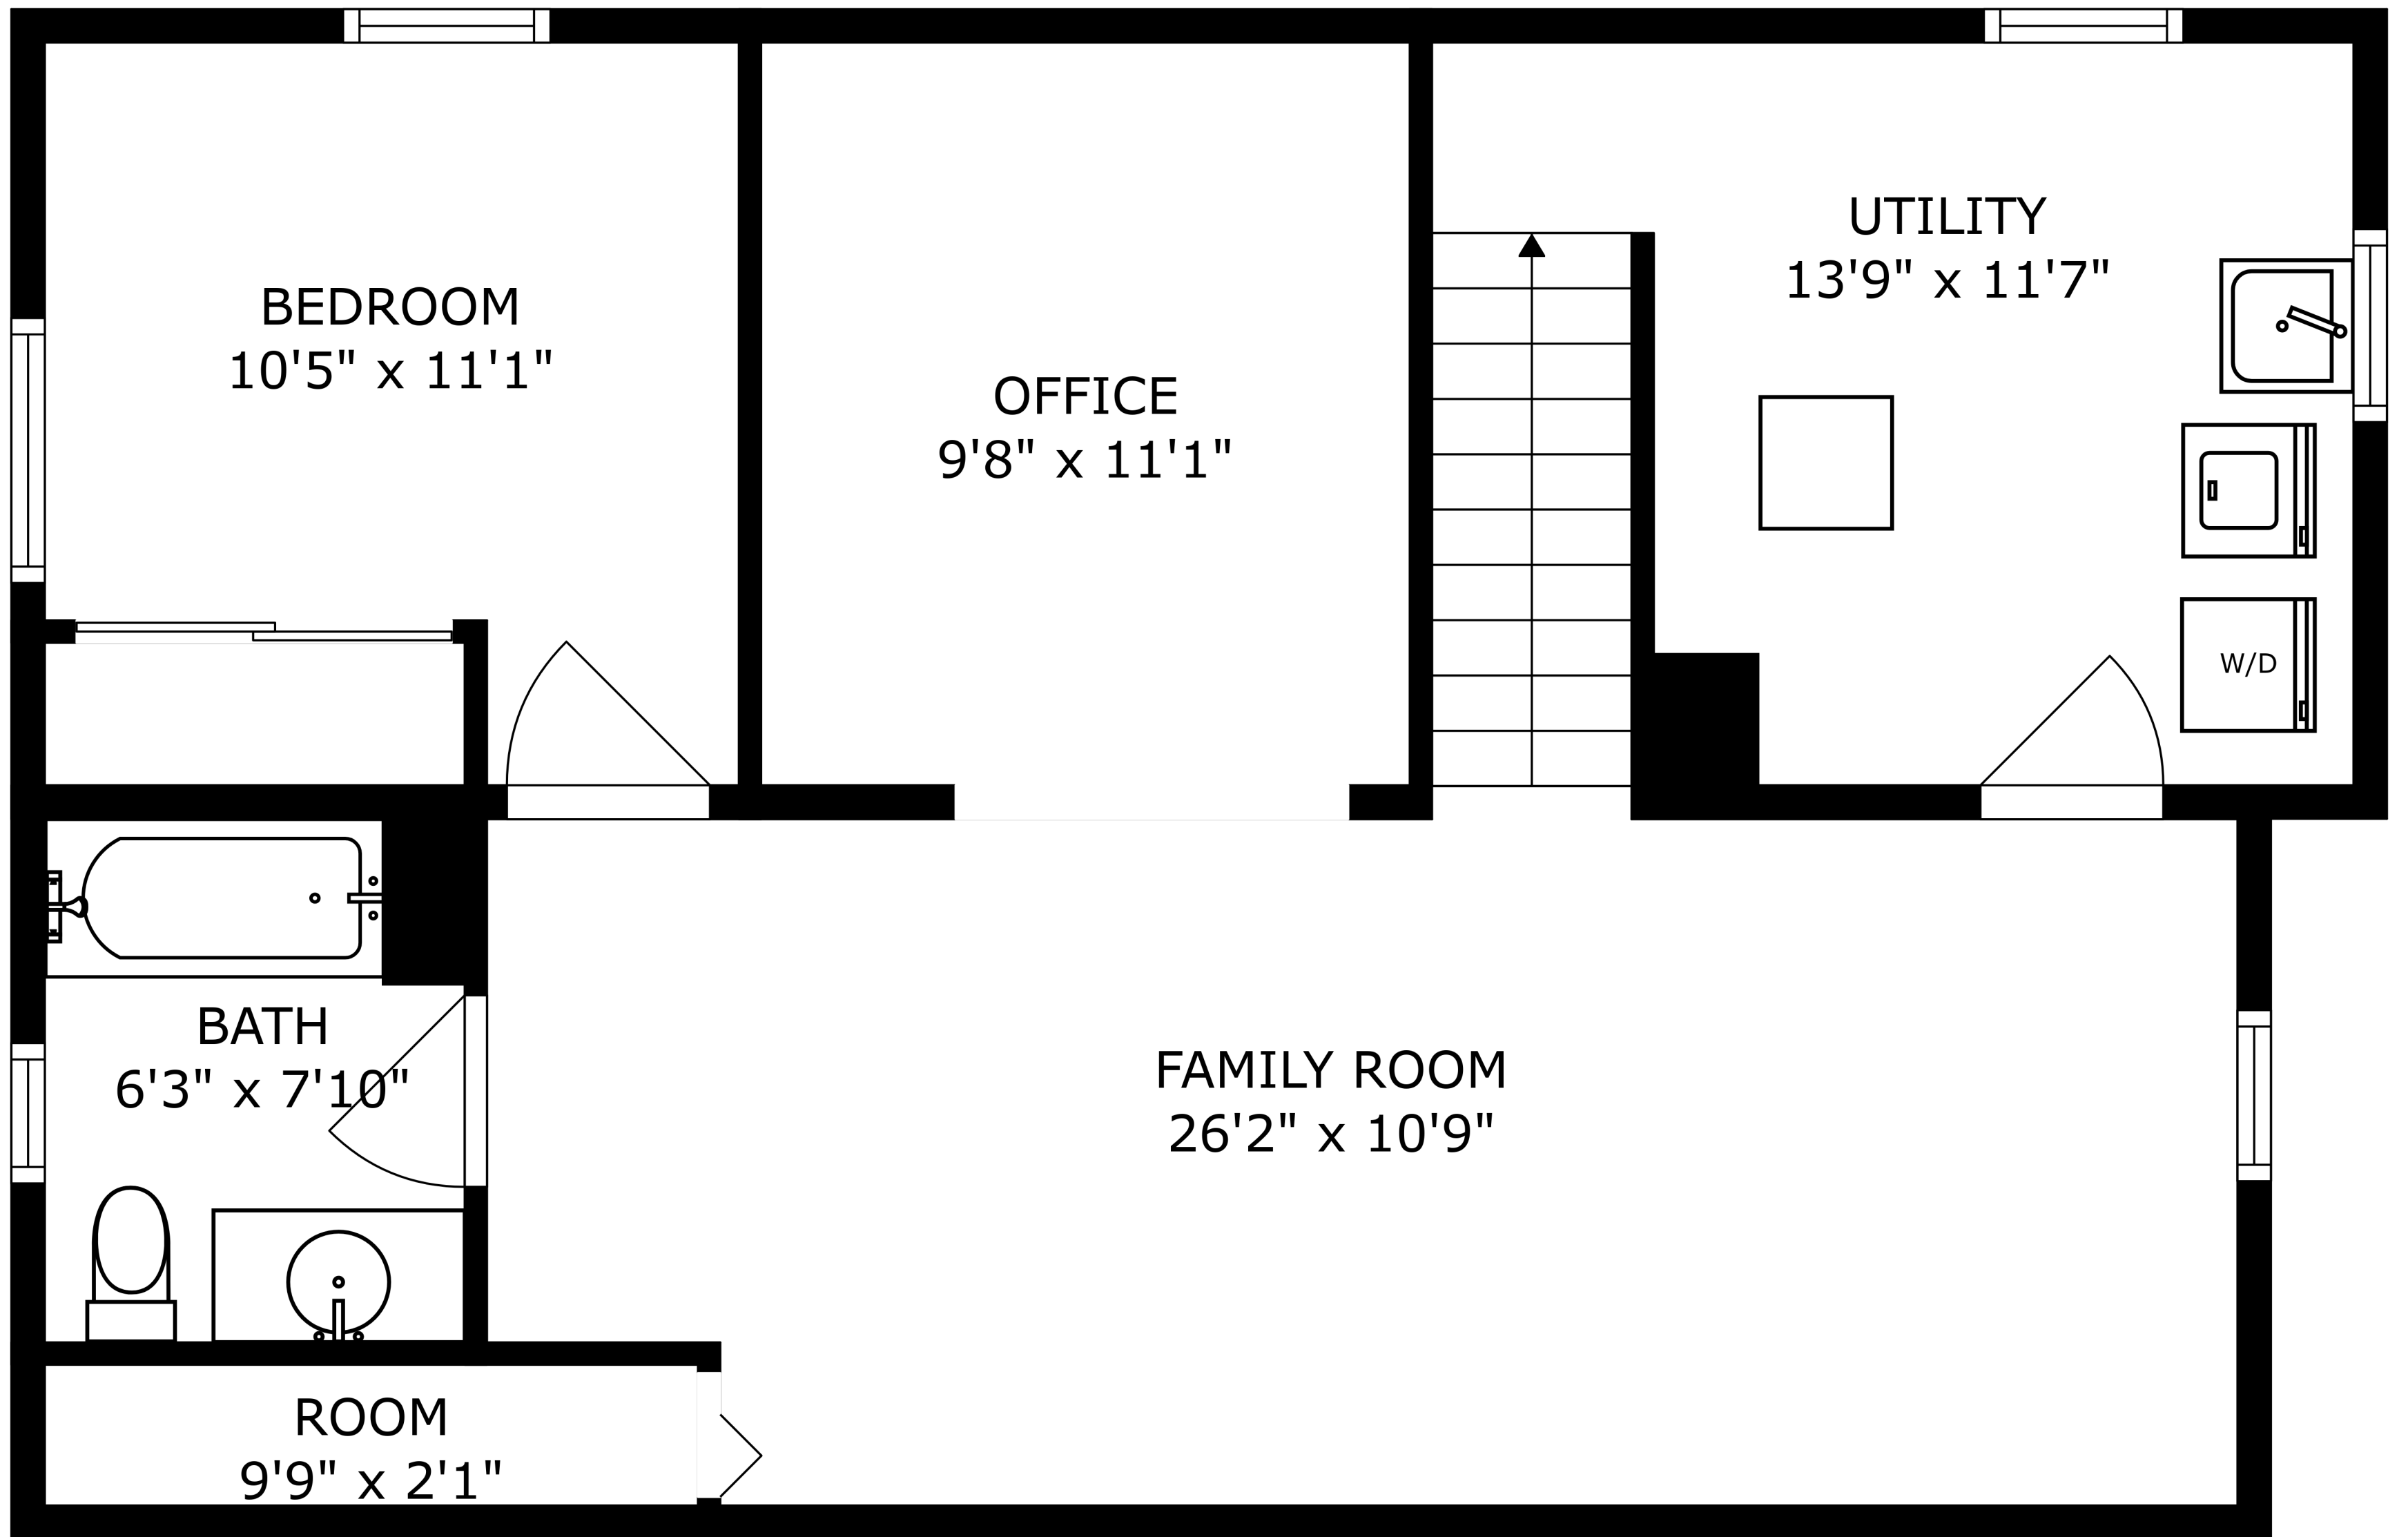 UTILITY
13'9" x 11'7"
BEDROOM
10'5" x 11'1"
OFFICE
9'8" x 11'1"
W/D
BATH
6'3" x 7'10"
FAMILY ROOM
26'2" x 10'9"
ROOM
9'9" x 2'1"